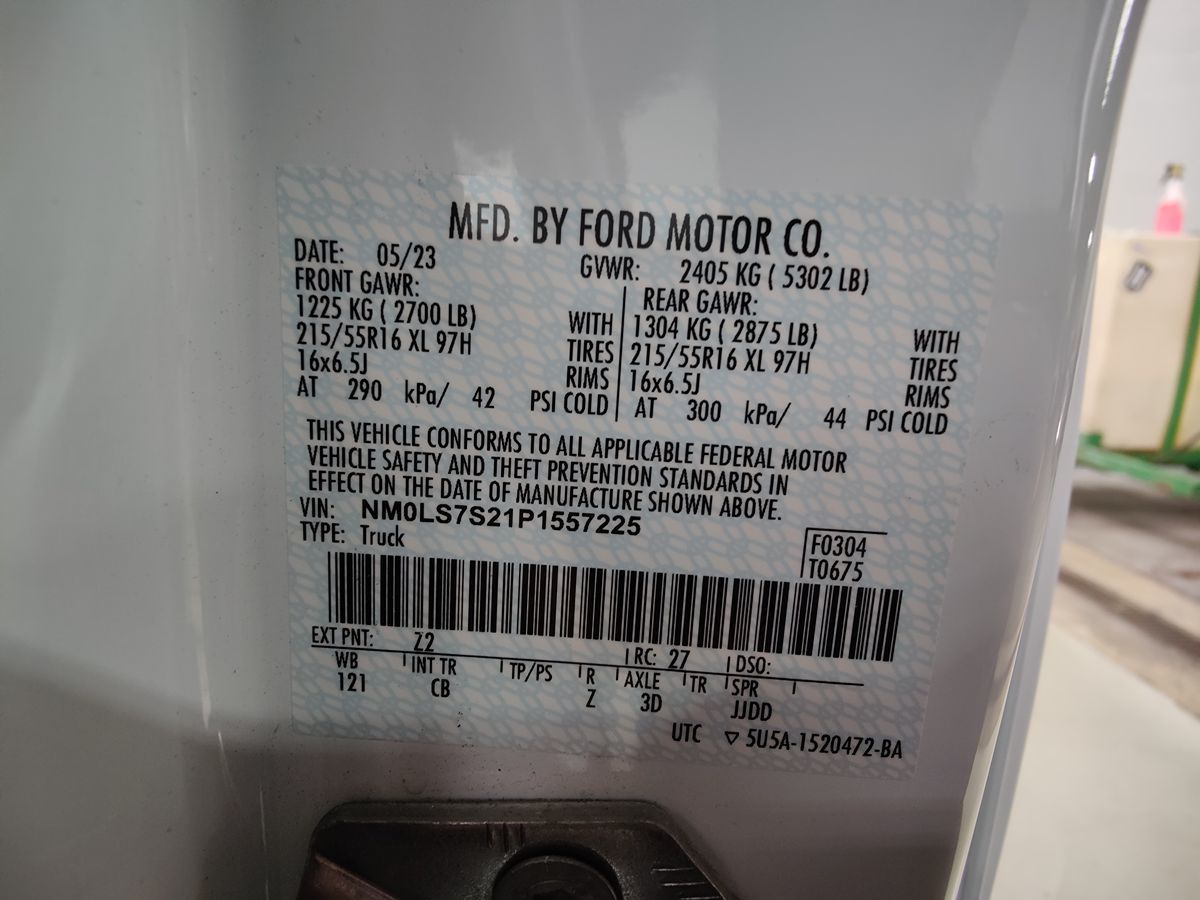 MFD. BY FORD MOTOR CO.
DATE: 05/23 GVWR: 2405 KG ( 5302 LB)
FRONT GAWR: REAR GAWR:
1225 KG ( 2700 LB) WITH 1304 KG ( 2875 LB) WITH
215/55R16 XL 97H TIRES 215/55R16 XL 97H TIRES
16x6.5J RIMS 16x6.5J RIMS
AT 290 kPa/ 42 PSI COLD AT 300 kPa/ 44 PSI COLD
THIS VEHICLE CONFORMS TO ALL APPLICABLE FEDERAL MOTOR
VEHICLE SAFETY AND THEFT PREVENTION STANDARDS IN
EFFECT ON THE DATE OF MANUFACTURE SHOWN ABOVE.
VIN: NM0LS7S21P1557225
TYPE: Truck
F0304
T0675
EXT PNT: Z2 RC: 27 DSO:
WB INT TR TP/PS R AXLE TR SPR
121 CB Z 3D JJDD
UTC ▽ 5U5A-1520472-BA